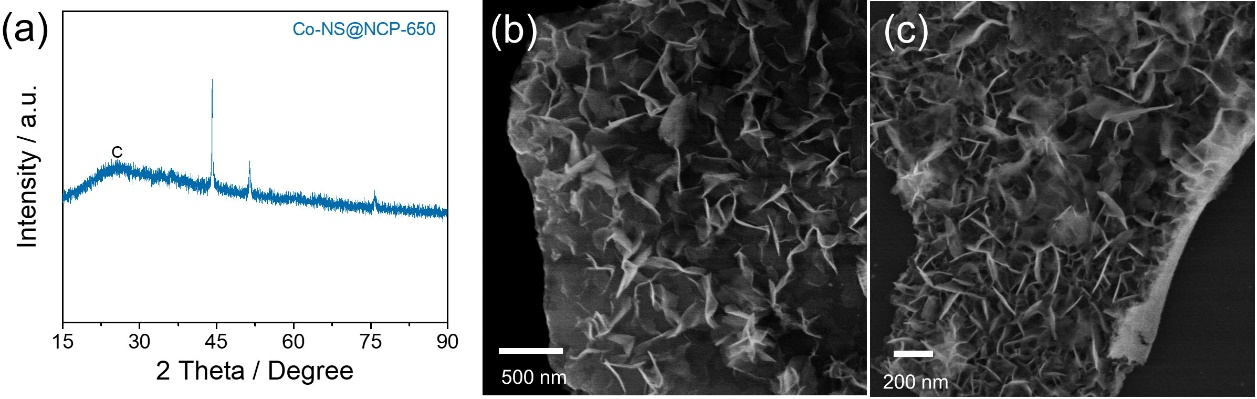 (a)
Co-NS@NCP-650
Intensity / a.u.
C
15 30 45 60 75 90
2 Theta / Degree
(b)
500 nm
(c)
200 nm